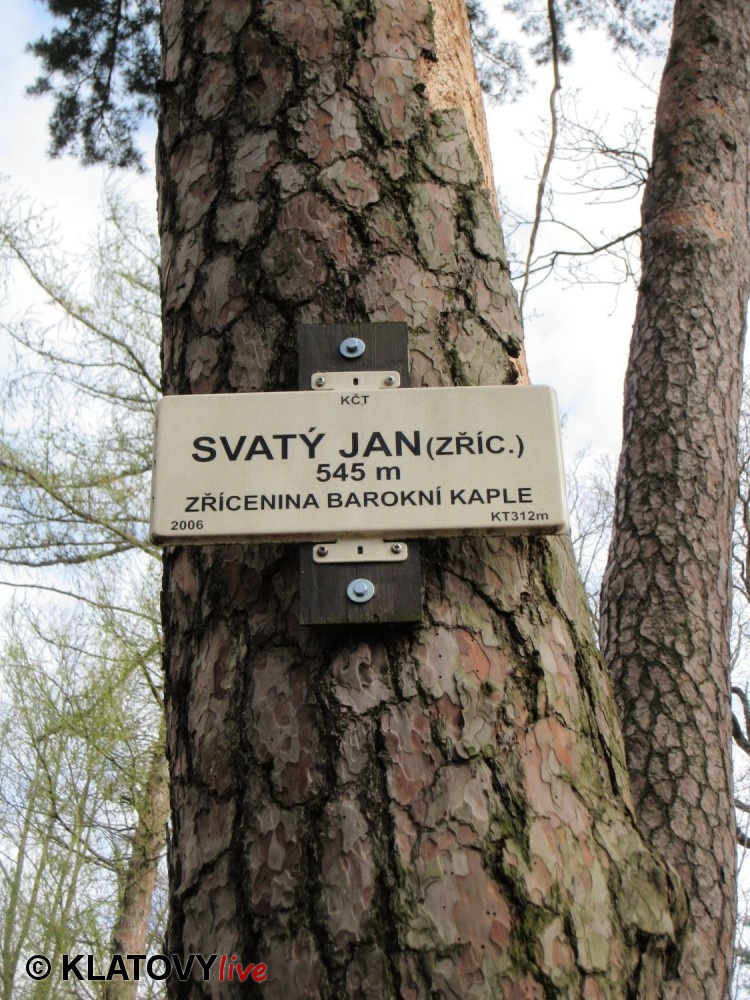 KČT
SVATÝ JAN (ZŘÍC.)
545 m
ZŘÍCENINA BAROKNÍ KAPLE
2006 KT312m
© KLATOVYlive